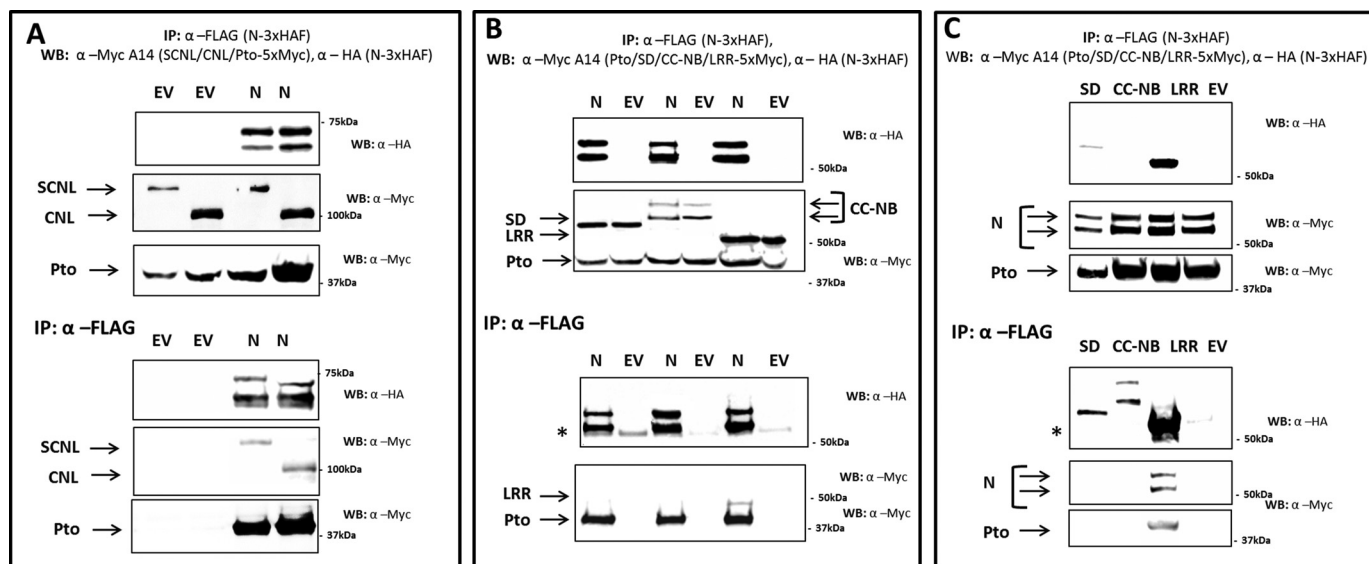 A
IP: α –FLAG (N-3xHAF)
WB: α –Myc A14 (SCNL/CNL/Pto-5xMyc), α – HA (N-3xHAF)
EV EV N N
- 75kDa
WB: α –HA
SCNL
WB: α –Myc
CNL
- 100kDa
WB: α –Myc
Pto
- 37kDa
IP: α –FLAG
EV EV N N
- 75kDa
WB: α –HA
SCNL
WB: α –Myc
CNL
- 100kDa
WB: α –Myc
Pto
- 37kDa
B
IP: α –FLAG (N-3xHAF),
WB: α –Myc A14 (Pto/SD/CC-NB/LRR-5xMyc), α – HA (N-3xHAF)
N EV N EV N EV
WB: α –HA
- 50kDa
CC-NB
SD
LRR
- 50kDa
Pto
WB: α –Myc
- 37kDa
IP: α –FLAG
N EV N EV N EV
WB: α –HA
*
- 50kDa
WB: α –Myc
LRR
- 50kDa
Pto
WB: α –Myc
- 37kDa
C
IP: α –FLAG (N-3xHAF)
WB: α –Myc A14 (Pto/SD/CC-NB/LRR-5xMyc), α – HA (N-3xHAF)
SD CC-NB LRR EV
WB: α –HA
- 50kDa
N
WB: α –Myc
- 50kDa
Pto
WB: α –Myc
- 37kDa
IP: α –FLAG
SD CC-NB LRR EV
WB: α –HA
*
- 50kDa
N
- 50kDa
WB: α –Myc
Pto
- 37kDa